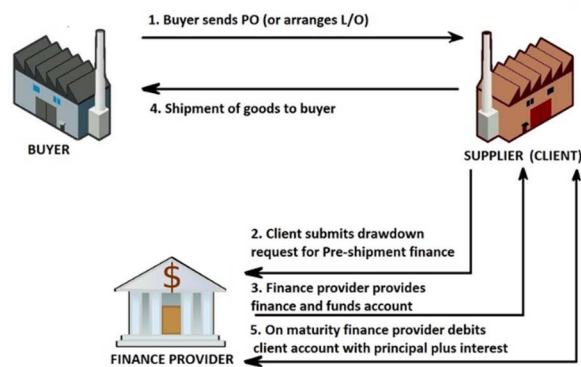 1. Buyer sends PO (or arranges L/O)
4. Shipment of goods to buyer
BUYER
SUPPLIER (CLIENT)
2. Client submits drawdown
request for Pre-shipment finance
$
3. Finance provider provides
finance and funds account
5. On maturity finance provider debits
client account with principal plus interest
FINANCE PROVIDER